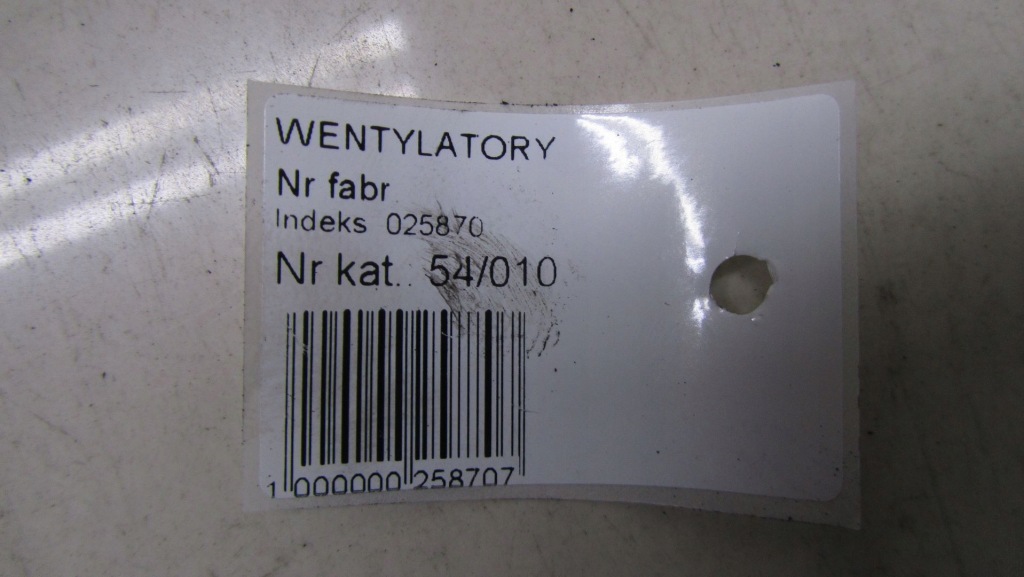 WENTYLATORY
Nr fabr
Indeks 025870
Nr kat.. 54/010
1 000000 258707